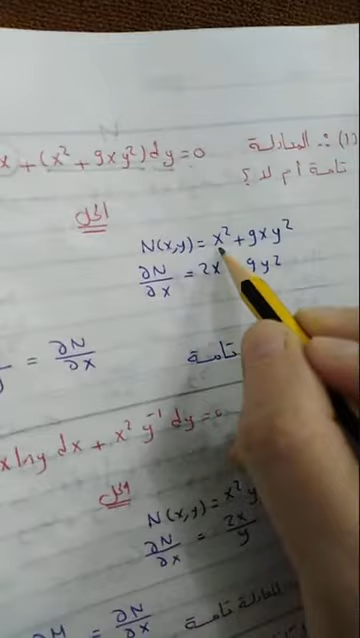 N
x + (x² + 9xy²) dy = 0
(1) :. المعادلة
تامة أم لا ؟
الحل
N(x,y) = x² + 9xy²
∂N/∂x = 2x 9y²
= ∂N/∂x
تامة
x lny dx + x² y⁻¹ dy = 0
الحل
N(x,y) = x² y
∂N/∂x = 2x/y
= ∂N/∂x
المعادلة تامة